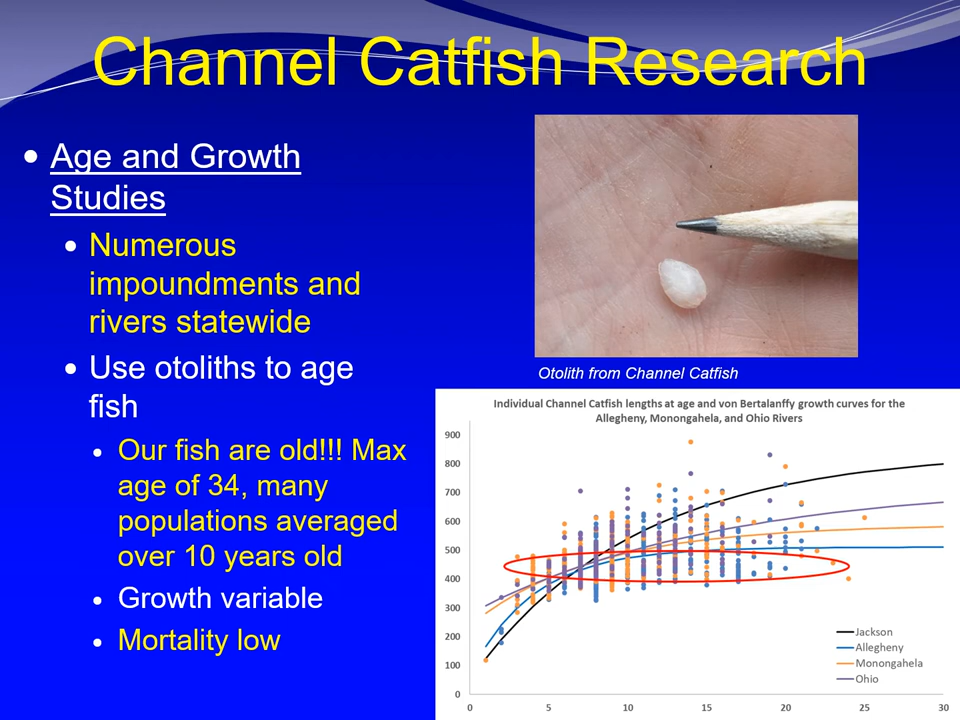 Channel Catfish Research
Age and Growth
Studies
Numerous
impoundments and
rivers statewide
Use otoliths to age
fish
Our fish are old!!! Max
age of 34, many
populations averaged
over 10 years old
Growth variable
Mortality low
Otolith from Channel Catfish
Individual Channel Catfish lengths at age and von Bertalanffy growth curves for the
Allegheny, Monongahela, and Ohio Rivers
900
800
700
600
500
400
300
200
100
0
0 5 10 15 20 25 30
Jackson
Allegheny
Monongahela
Ohio